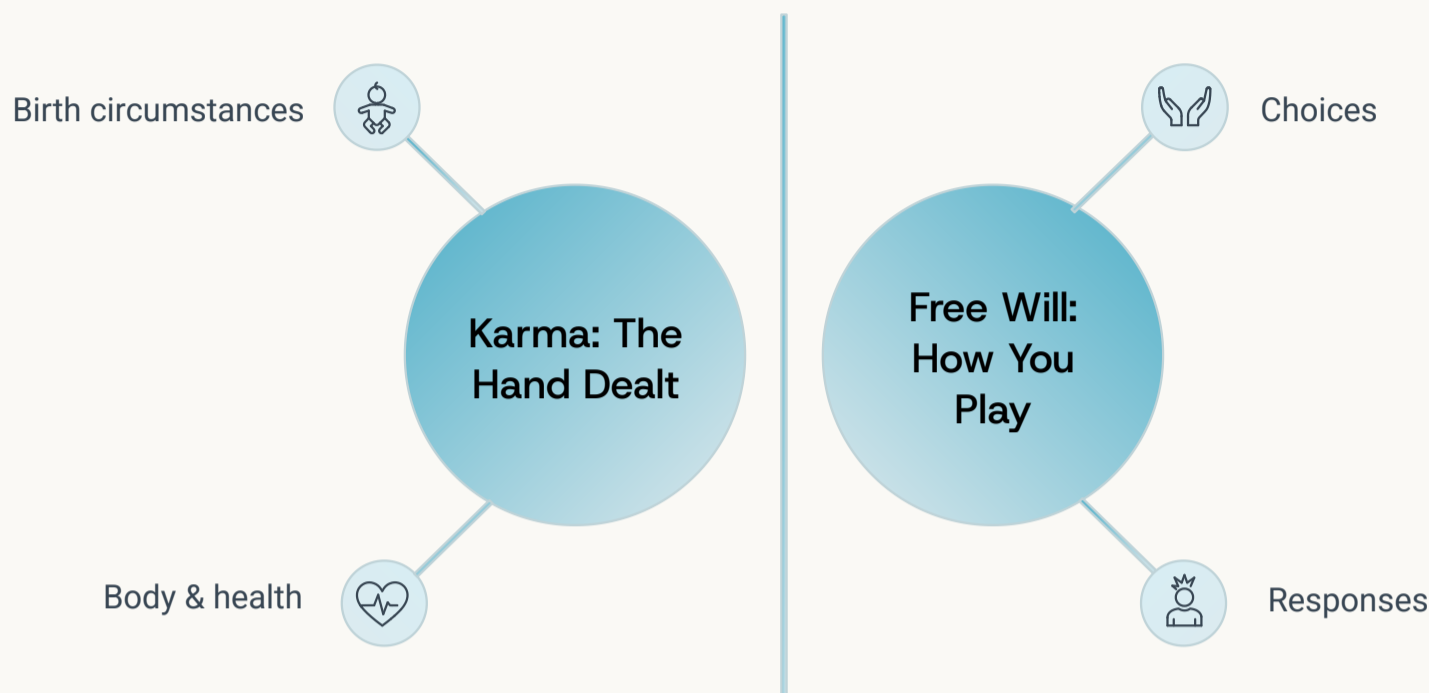 Birth circumstances
Karma: The
Hand Dealt
Body & health
Choices
Free Will:
How You
Play
Responses